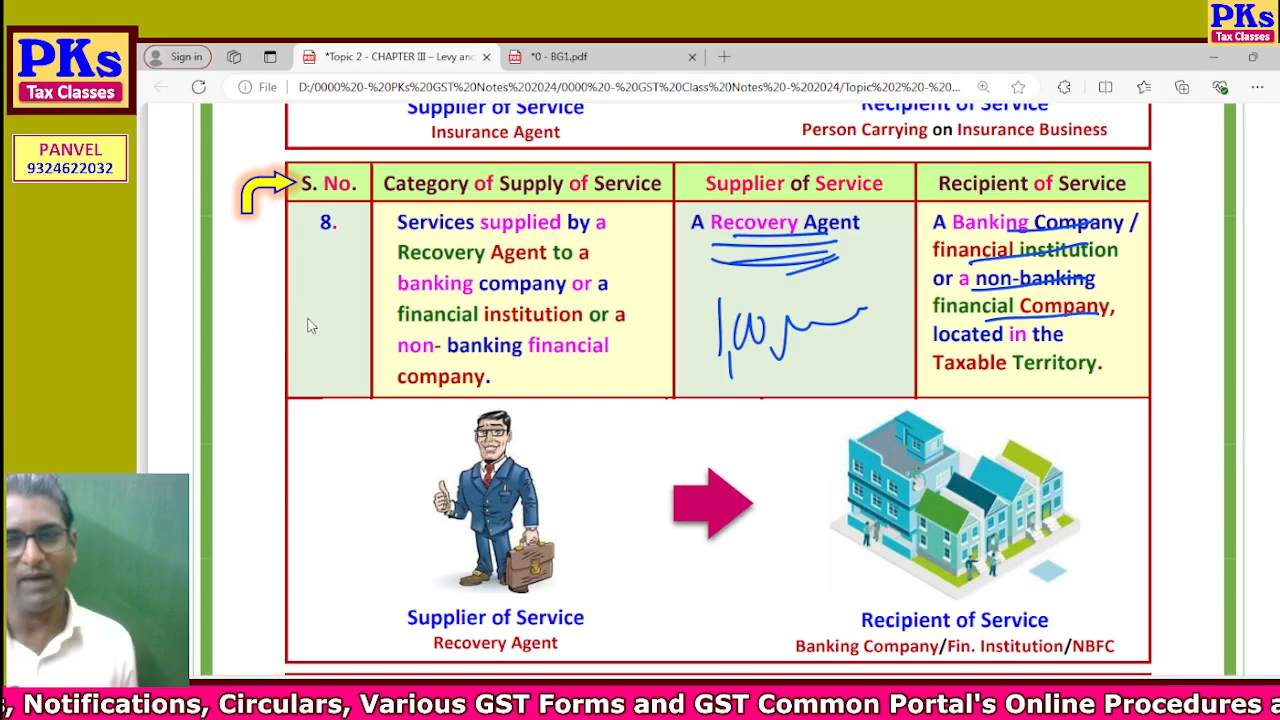 PKs
Tax Classes
PANVEL
9324622032
PKs
Tax Classes
Sign in
*Topic 2 - CHAPTER III – Levy and
*0 - BG1.pdf
File
D:/0000%20-%20PKs%20GST%20Notes%202024/0000%20-%20GST%20Class%20Notes%20-%202024/Topic%202%20-%20...
Supplier of Service
Recipient of Service
Insurance Agent
Person Carrying on Insurance Business
S. No.
Category of Supply of Service
Supplier of Service
Recipient of Service
8.
Services supplied by a
Recovery Agent to a
banking company or a
financial institution or a
non- banking financial
company.
A Recovery Agent
A Banking Company /
financial institution
or a non-banking
financial Company,
located in the
Taxable Territory.
Supplier of Service
Recovery Agent
Recipient of Service
Banking Company/Fin. Institution/NBFC
, Notifications, Circulars, Various GST Forms and GST Common Portal's Online Procedures